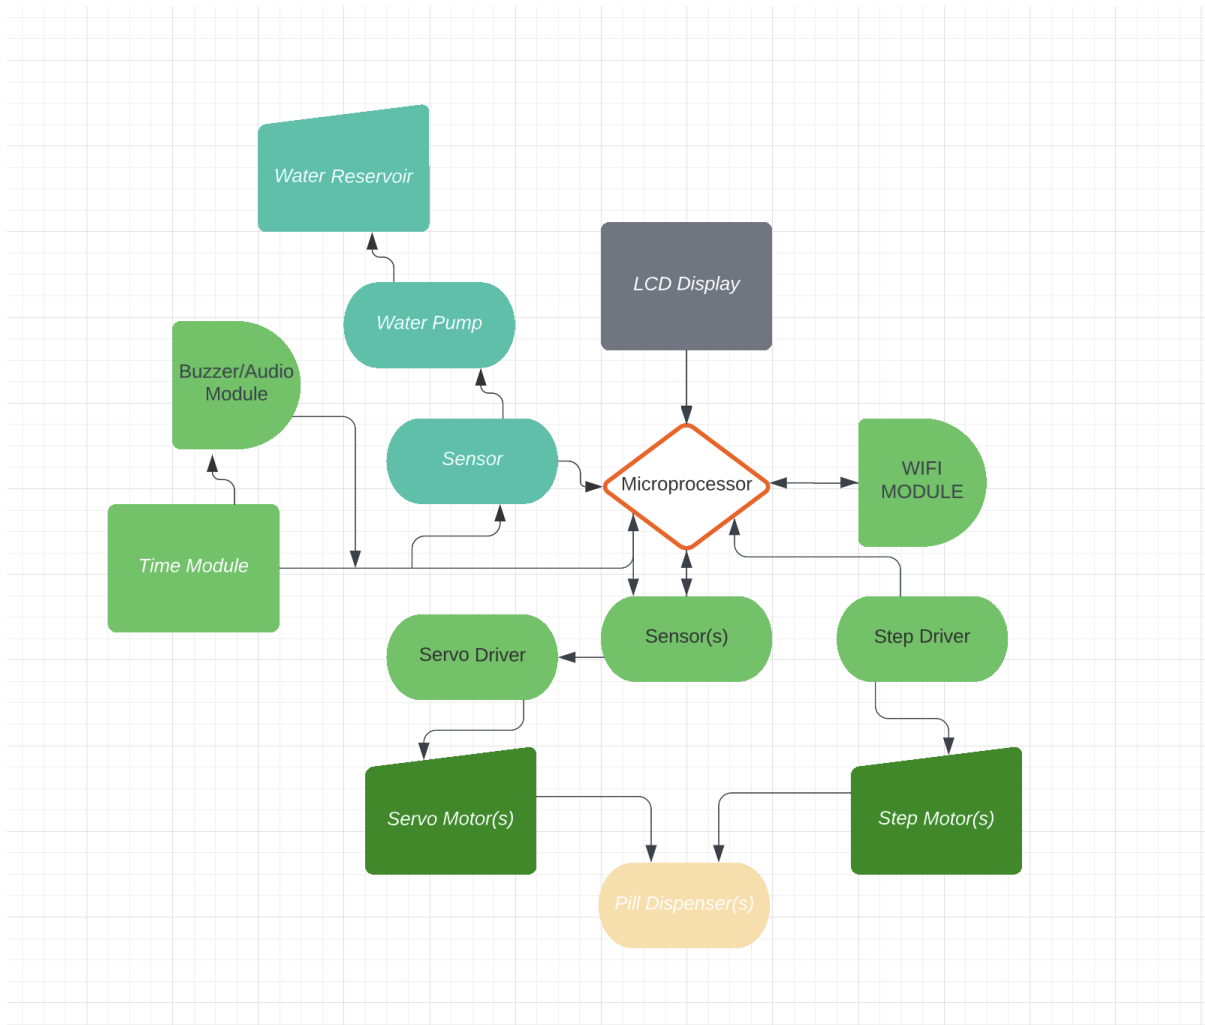 Water Reservoir
LCD Display
Water Pump
Buzzer/Audio
Module
Sensor
Microprocessor
WIFI
MODULE
Time Module
Servo Driver
Sensor(s)
Step Driver
Servo Motor(s)
Step Motor(s)
Pill Dispenser(s)